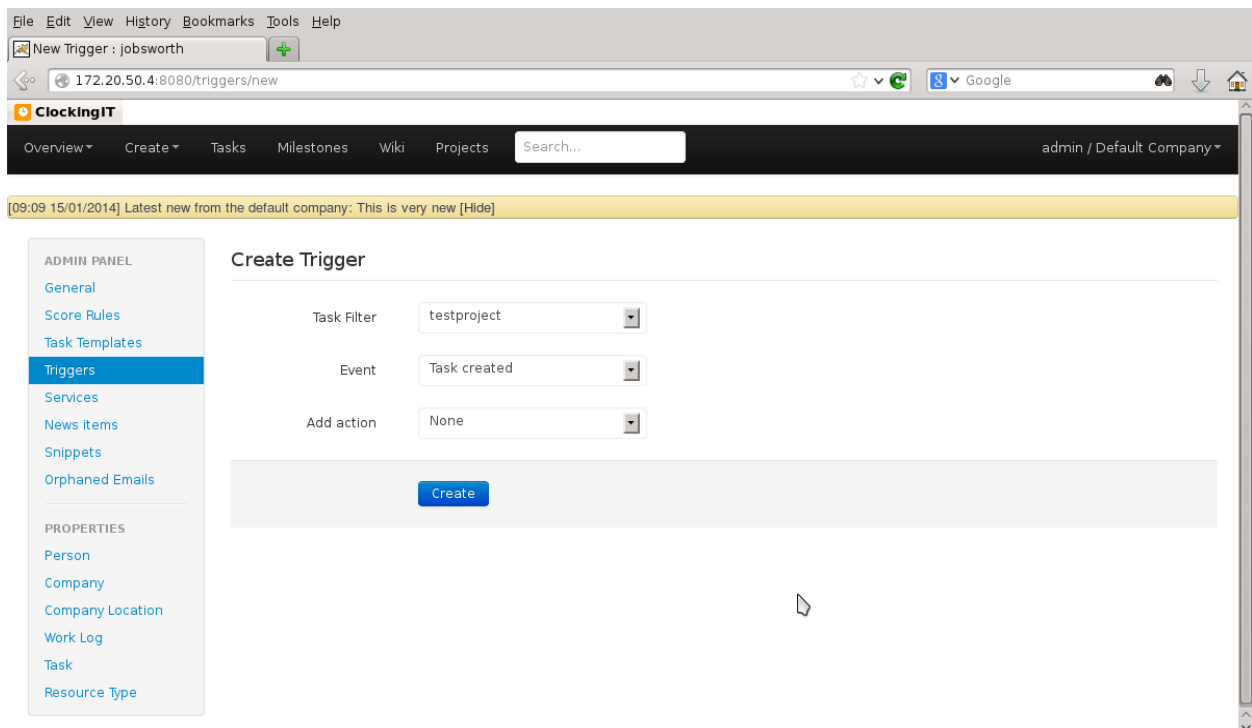 File Edit View History Bookmarks Tools Help
New Trigger : jobsworth
172.20.50.4:8080/triggers/new
Google
ClockingIT
Overview Create Tasks Milestones Wiki Projects Search... admin / Default Company
[09:09 15/01/2014] Latest new from the default company: This is very new [Hide]
ADMIN PANEL
General
Score Rules
Task Templates
Triggers
Services
News items
Snippets
Orphaned Emails
PROPERTIES
Person
Company
Company Location
Work Log
Task
Resource Type
Create Trigger
Task Filter testproject
Event Task created
Add action None
Create